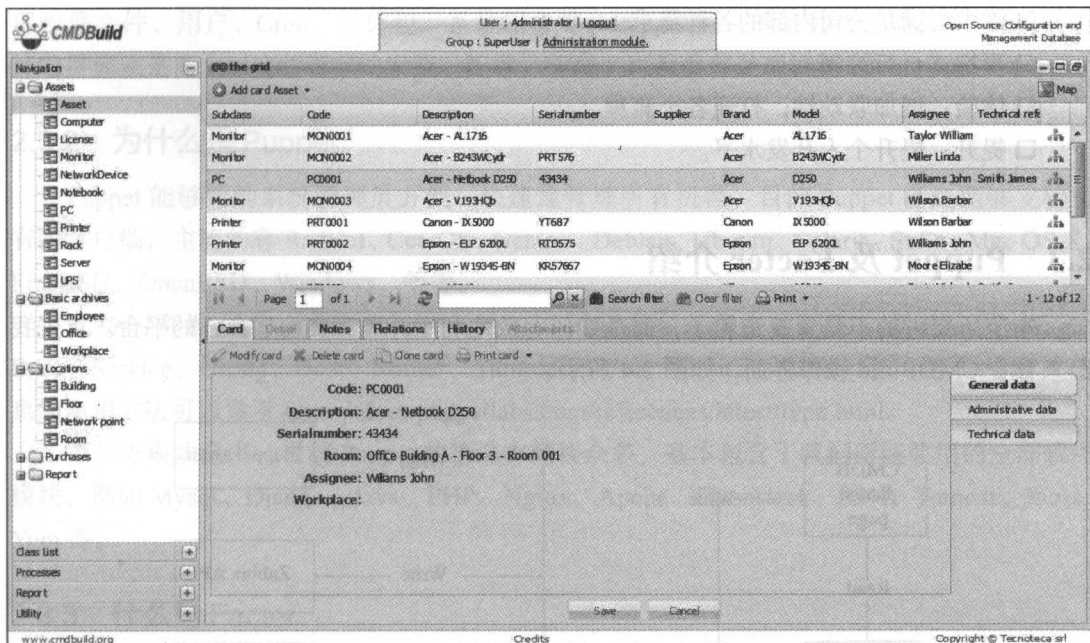 CMDBuild
User : Administrator | Logout
Group : SuperUser | Administration module.
Open Source Configuration and
Management Database
Navigation
Assets
Asset
Computer
License
Monitor
NetworkDevice
Notebook
PC
Printer
Rack
Server
UPS
Basic archives
Employee
Office
Workplace
Locations
Building
Floor
Network point
Room
Purchases
Report
Class List
Processes
Report
Utility
@@the grid
Add card Asset
Map
Subclass Code Description Serialnumber Supplier Brand Model Assignee Technical refe
Monitor MON0001 Acer - AL1716 Acer AL1716 Taylor William
Monitor MON0002 Acer - B243WCydr PRT576 Acer B243WCydr Miller Linda
PC PC0001 Acer - Netbook D250 43434 Acer D250 Williams John Smith James
Monitor MON0003 Acer - V193HQb Acer V193HQb Wilson Barbar
Printer PRT0001 Canon - IX5000 YT687 Canon IX5000 Wilson Barbar
Printer PRT0002 Epson - ELP 6200L RTD575 Epson ELP 6200L Williams John
Monitor MON0004 Epson - W1934S-BN KR57667 Epson W1934S-BN Moore Elizabe
Page 1 of 1 Search filter Clear filter Print 1 - 12 of 12
Card Detail Notes Relations History Attachments
Modify card Delete card Clone card Print card
Code: PC0001
Description: Acer - Netbook D250
Serialnumber: 43434
Room: Office Building A - Floor 3 - Room 001
Assignee: Williams John
Workplace:
General data
Administrative data
Technical data
Save Cancel
www.cmdbuild.org Credits Copyright © Tecnoteca srl